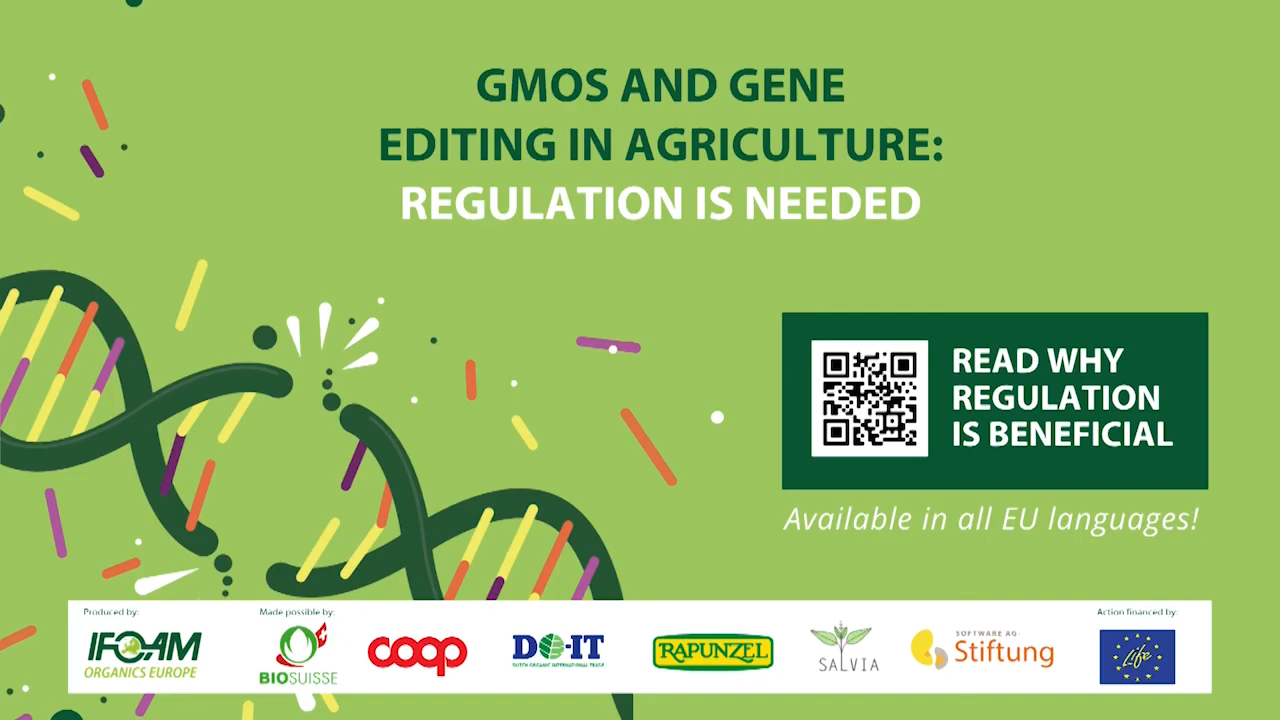 GMOS AND GENE
EDITING IN AGRICULTURE:
REGULATION IS NEEDED
READ WHY
REGULATION
IS BENEFICIAL
Available in all EU languages!
Produced by:
Made possible by:
Action financed by:
IFOAM
ORGANICS EUROPE
BIOSUISSE
coop
DO-IT
DUTCH ORGANIC INTERNATIONAL TRADE
RAPUNZEL
SALVIA
SOFTWARE AG
Stiftung
Life